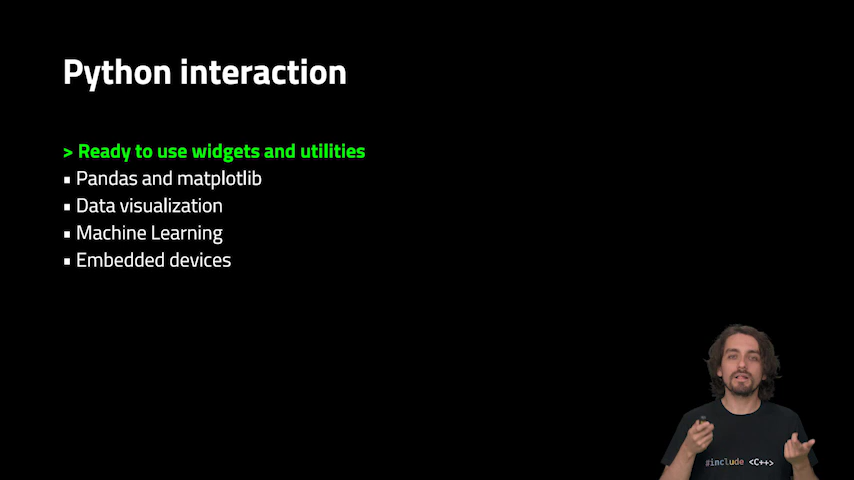 Python interaction
> Ready to use widgets and utilities
▪ Pandas and matplotlib
▪ Data visualization
▪ Machine Learning
▪ Embedded devices
#include <C++>